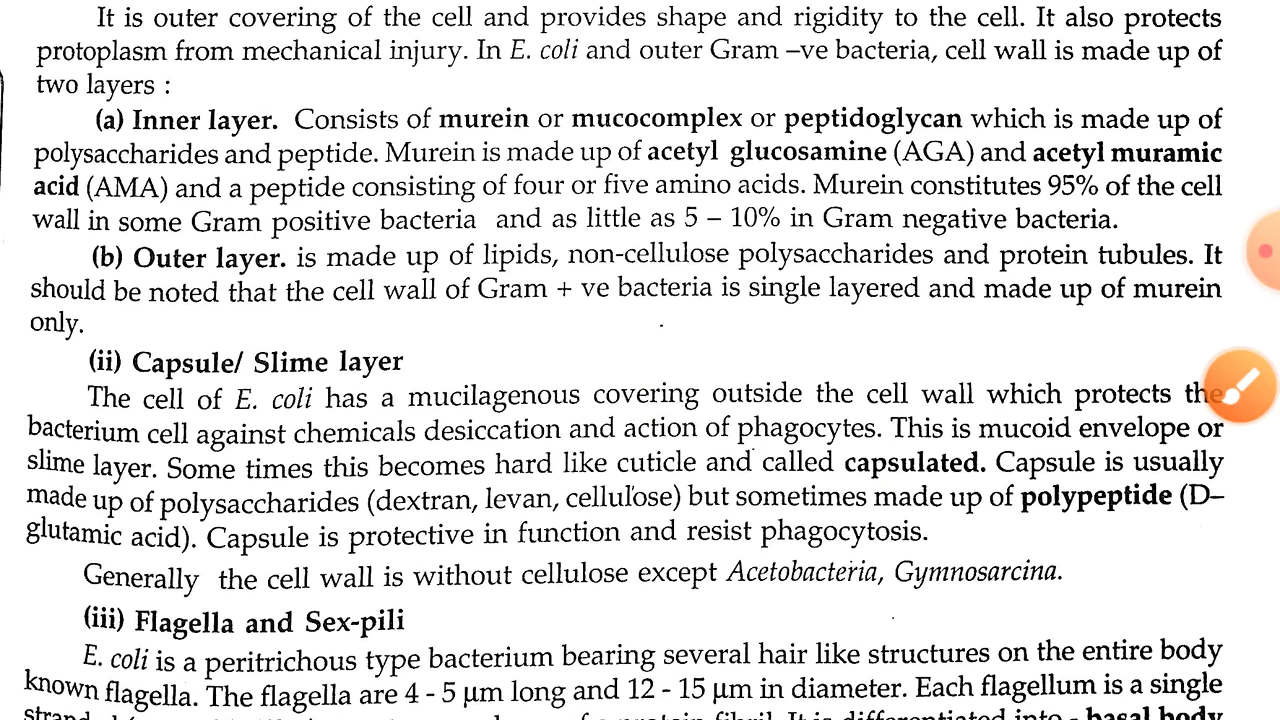 It is outer covering of the cell and provides shape and rigidity to the cell. It also protects
protoplasm from mechanical injury. In E. coli and outer Gram –ve bacteria, cell wall is made up of
two layers :
(a) Inner layer. Consists of murein or mucocomplex or peptidoglycan which is made up of
polysaccharides and peptide. Murein is made up of acetyl glucosamine (AGA) and acetyl muramic
acid (AMA) and a peptide consisting of four or five amino acids. Murein constitutes 95% of the cell
wall in some Gram positive bacteria and as little as 5 – 10% in Gram negative bacteria.
(b) Outer layer. is made up of lipids, non-cellulose polysaccharides and protein tubules. It
should be noted that the cell wall of Gram + ve bacteria is single layered and made up of murein
only.
(ii) Capsule/ Slime layer
The cell of E. coli has a mucilagenous covering outside the cell wall which protects the
bacterium cell against chemicals desiccation and action of phagocytes. This is mucoid envelope or
slime layer. Some times this becomes hard like cuticle and called capsulated. Capsule is usually
made up of polysaccharides (dextran, levan, cellulose) but sometimes made up of polypeptide (D–
glutamic acid). Capsule is protective in function and resist phagocytosis.
Generally the cell wall is without cellulose except Acetobacteria, Gymnosarcina.
(iii) Flagella and Sex-pili
E. coli is a peritrichous type bacterium bearing several hair like structures on the entire body
known flagella. The flagella are 4 - 5 μm long and 12 - 15 μm in diameter. Each flagellum is a single
protein fibril. It is differentiated into - basal body